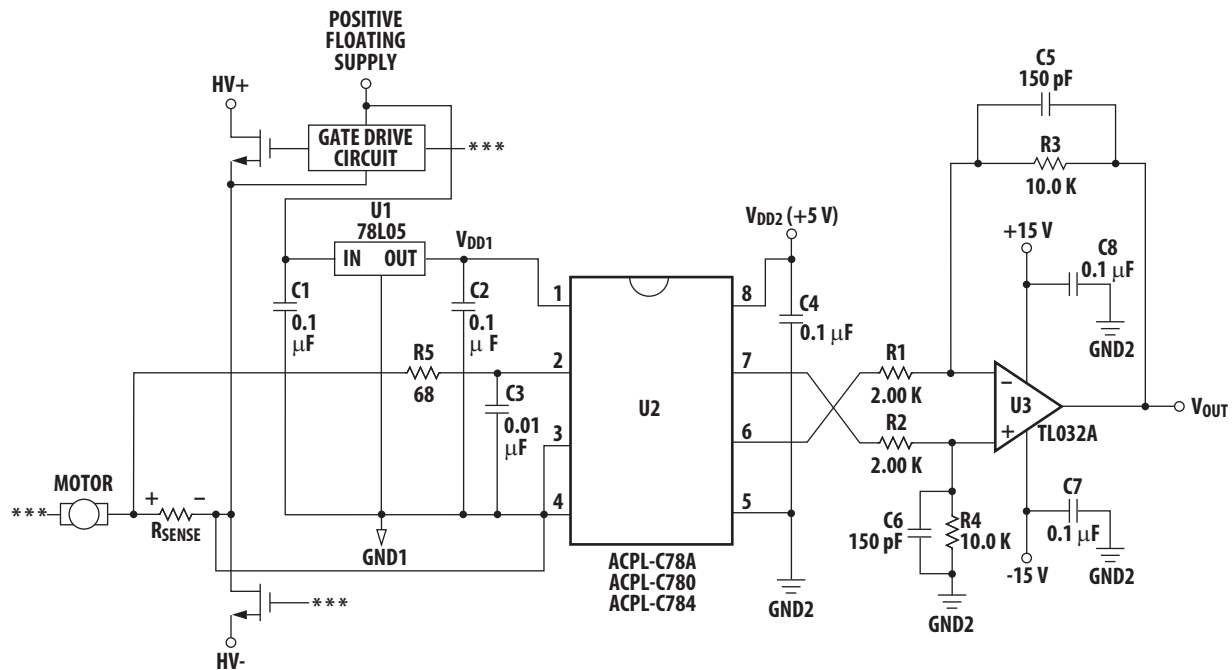 POSITIVE
FLOATING
SUPPLY
HV+
GATE DRIVE
CIRCUIT
***
U1
78L05
IN OUT
VDD1
C1
0.1
μF
C2
0.1
μ F
R5
68
C3
0.01
μF
MOTOR
***
+ −
RSENSE
GND1
***
HV-
1
2
3
4
U2
8
7
6
5
ACPL-C78A
ACPL-C780
ACPL-C784
VDD2 (+5 V)
C4
0.1 μF
GND2
R1
2.00 K
R2
2.00 K
C5
150 pF
R3
10.0 K
+15 V
C8
0.1 μF
GND2
−
U3
+
TL032A
VOUT
C6
150 pF
R4
10.0 K
GND2
C7
0.1 μF
GND2
-15 V